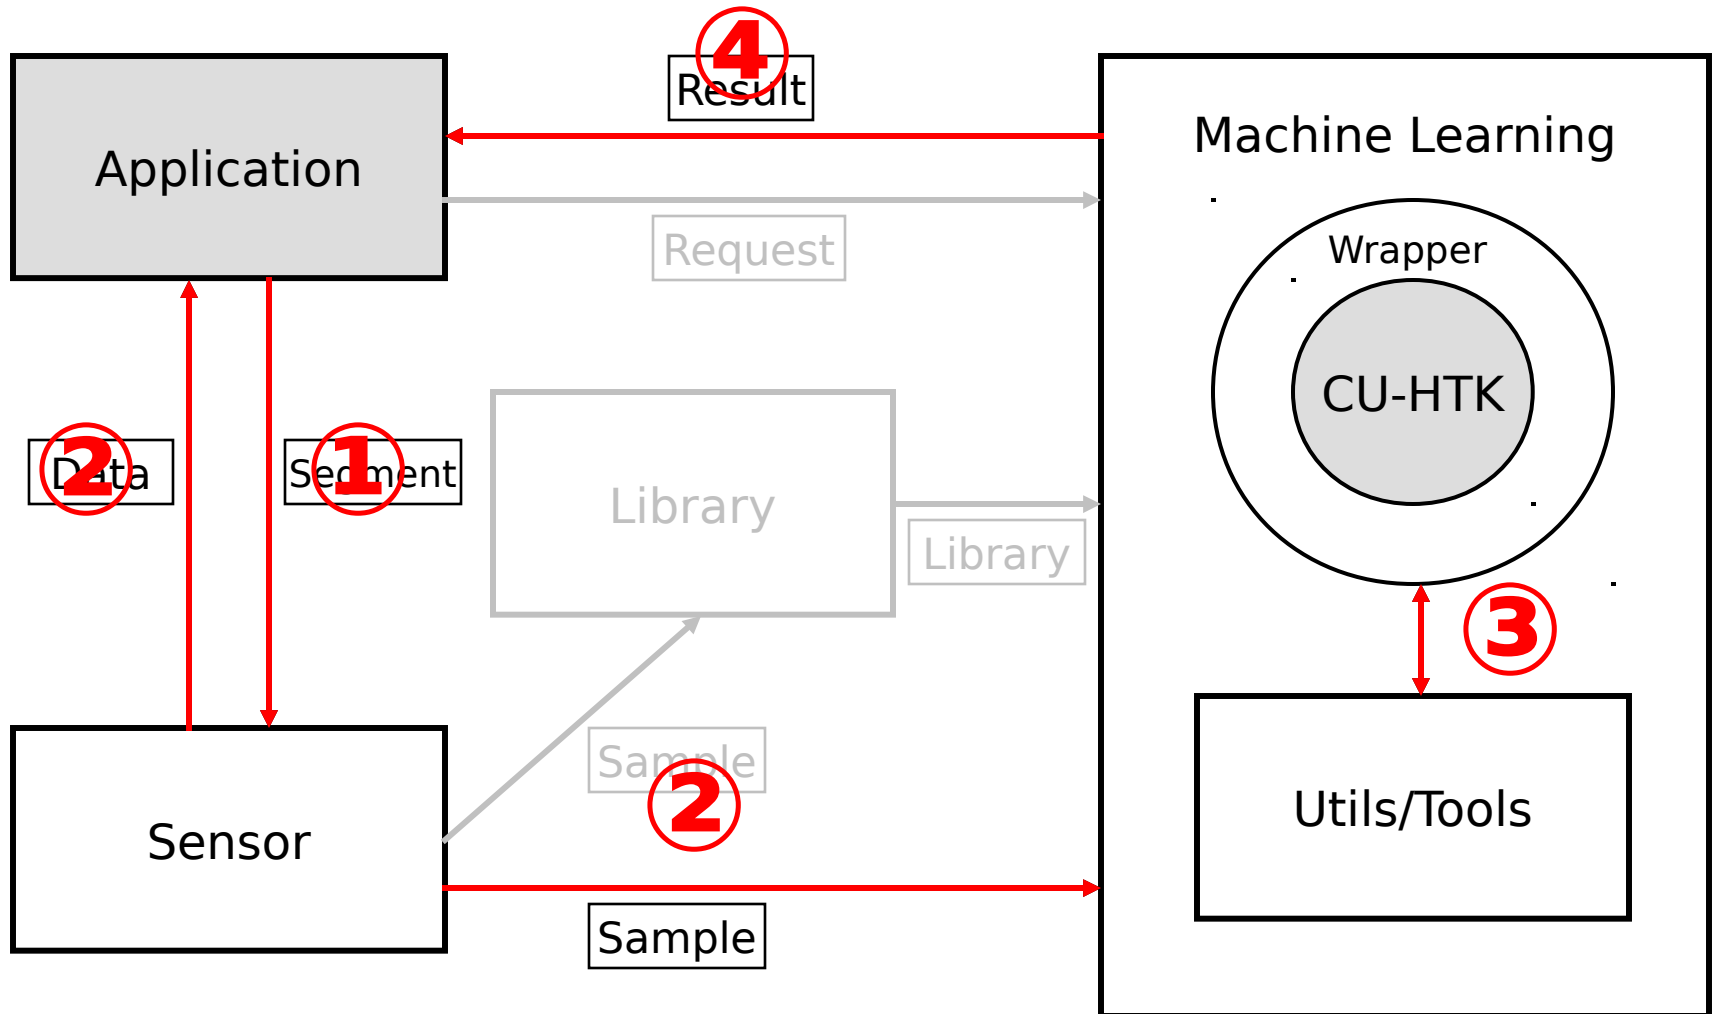 ④
Result
Application
Machine Learning
Request
Wrapper
CU-HTK
②
Data
①
Segment
Library
Library
③
Sample
②
Utils/Tools
Sensor
Sample